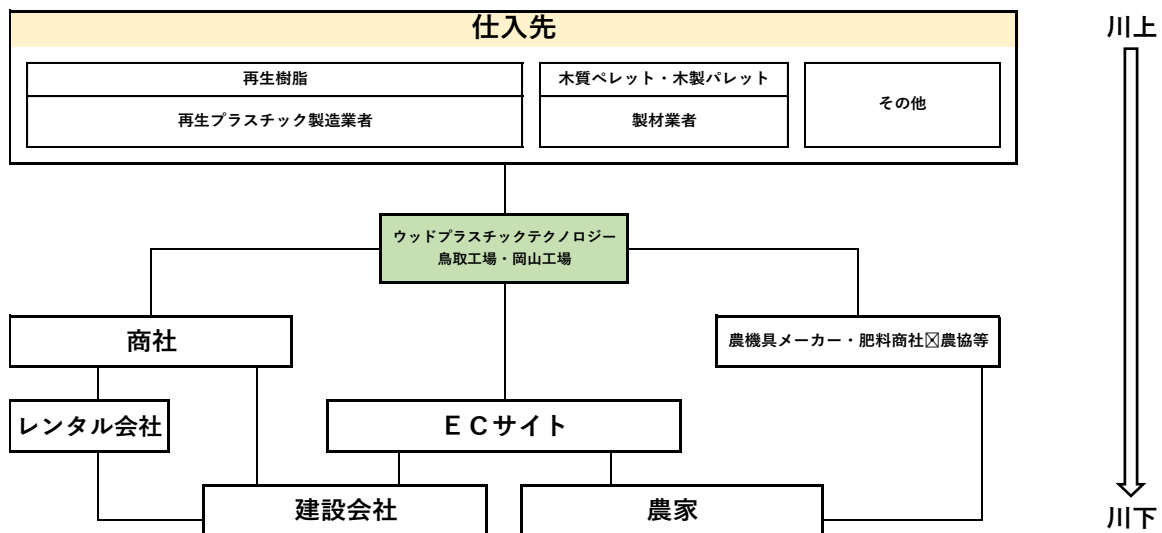 仕入先
川上
再生樹脂
木質ペレット・木製パレット
その他
再生プラスチック製造業者
製材業者
ウッドプラスチックテクノロジー
鳥取工場・岡山工場
商社
農機具メーカー・肥料商社☒農協等
レンタル会社
ＥＣサイト
建設会社
農家
川下